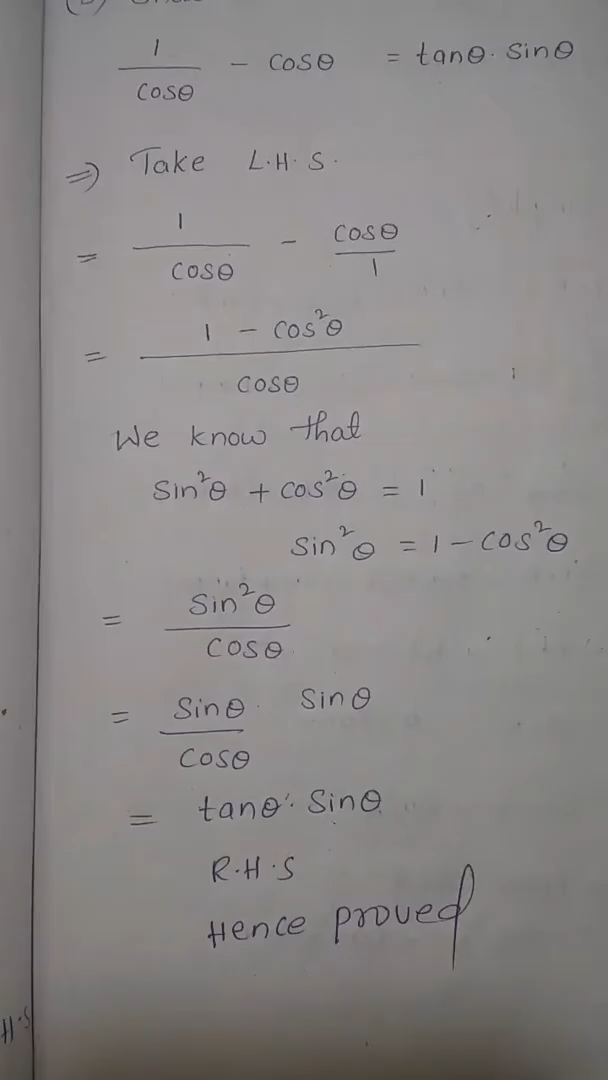 1/cosθ - cosθ = tanθ · sinθ
⇒ Take L.H.S.
= 1/cosθ - cosθ/1
= (1 - cos²θ)/cosθ
We know that
sin²θ + cos²θ = 1
sin²θ = 1 - cos²θ
= sin²θ/cosθ
= sinθ/cosθ · sinθ
= tanθ · sinθ
R.H.S
Hence proved